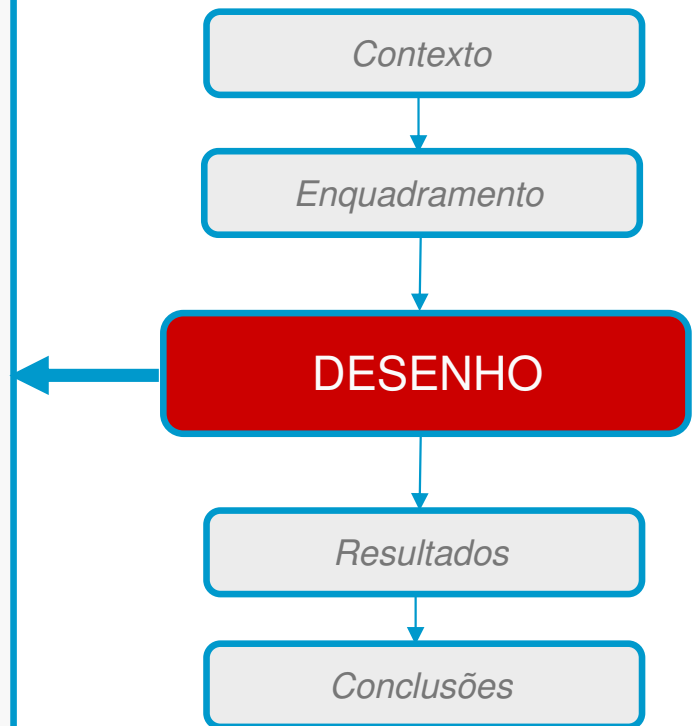 Contexto
Enquadramento
DESENHO
Resultados
Conclusões